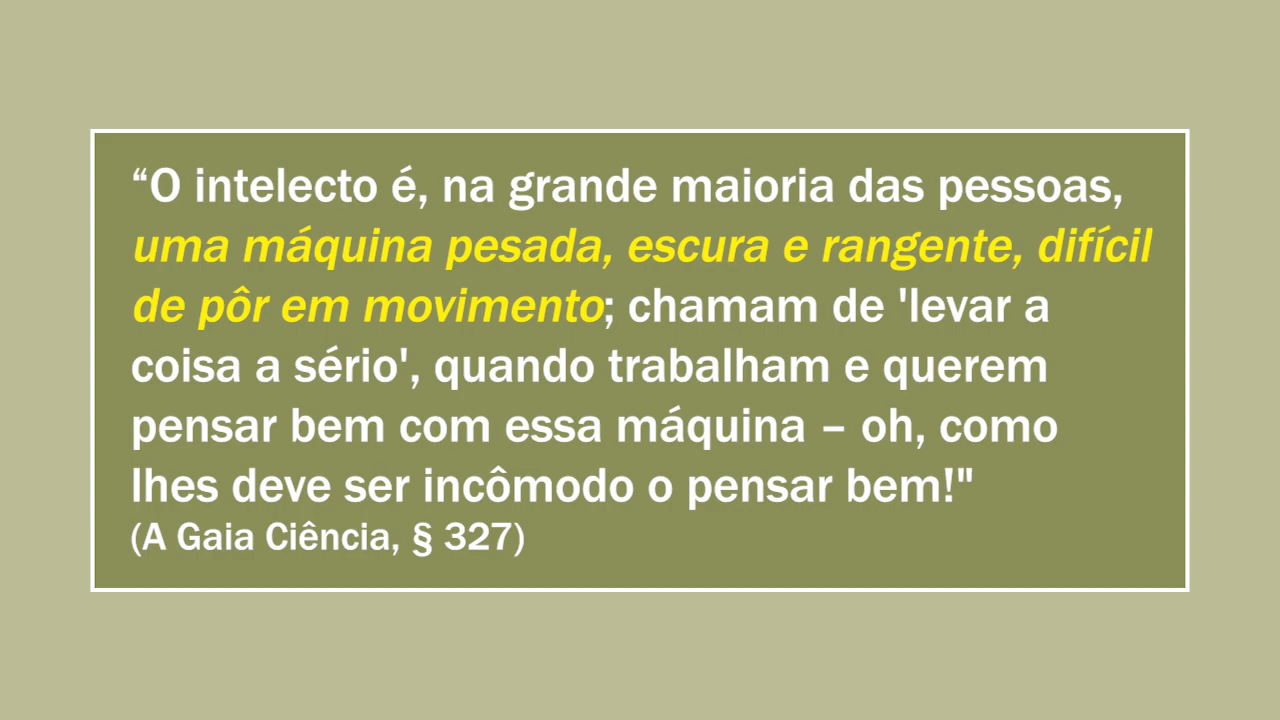 “O intelecto é, na grande maioria das pessoas,
uma máquina pesada, escura e rangente, difícil
de pôr em movimento; chamam de 'levar a
coisa a sério', quando trabalham e querem
pensar bem com essa máquina – oh, como
lhes deve ser incômodo o pensar bem!"
(A Gaia Ciência, § 327)